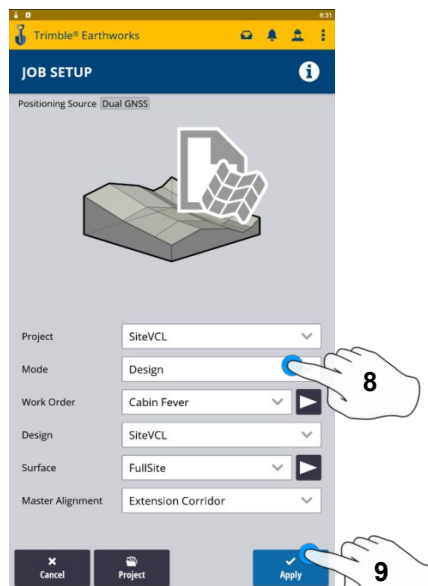 8:31
Trimble® Earthworks
JOB SETUP
Positioning Source Dual GNSS
Project SiteVCL
Mode Design
8
Work Order Cabin Fever
Design SiteVCL
Surface FullSite
Master Alignment Extension Corridor
Cancel Project Apply
9